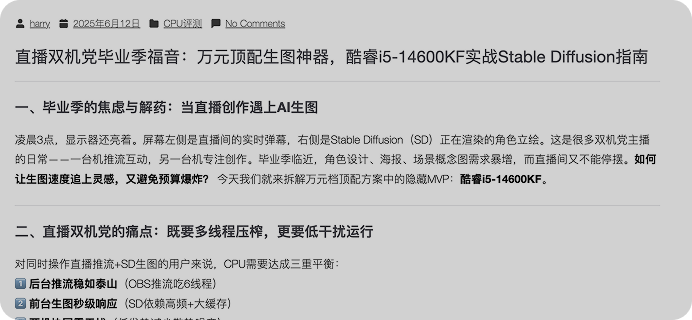 harry 2025年6月12日 CPU评测 No Comments
直播双机党毕业季福音：万元顶配生图神器，酷睿i5-14600KF实战Stable Diffusion指南
一、毕业季的焦虑与解药：当直播创作遇上AI生图
凌晨3点，显示器还亮着。屏幕左侧是直播间的实时弹幕，右侧是Stable Diffusion（SD）正在渲染的角色立绘。这是很多双机党主播
的日常——一台机推流互动，另一台机专注创作。毕业季临近，角色设计、海报、场景概念图需求暴增，而直播间又不能停摆。如何
让生图速度追上灵感，又避免预算爆炸？ 今天我们就来拆解万元档顶配方案中的隐藏MVP：酷睿i5-14600KF。
二、直播双机党的痛点：既要多线程压榨，更要低干扰运行
对同时操作直播推流+SD生图的用户来说，CPU需要达成三重平衡：
1️⃣ 后台推流稳如泰山（OBS推流吃6线程）
2️⃣ 前台生图秒级响应（SD依赖高频+大缓存）